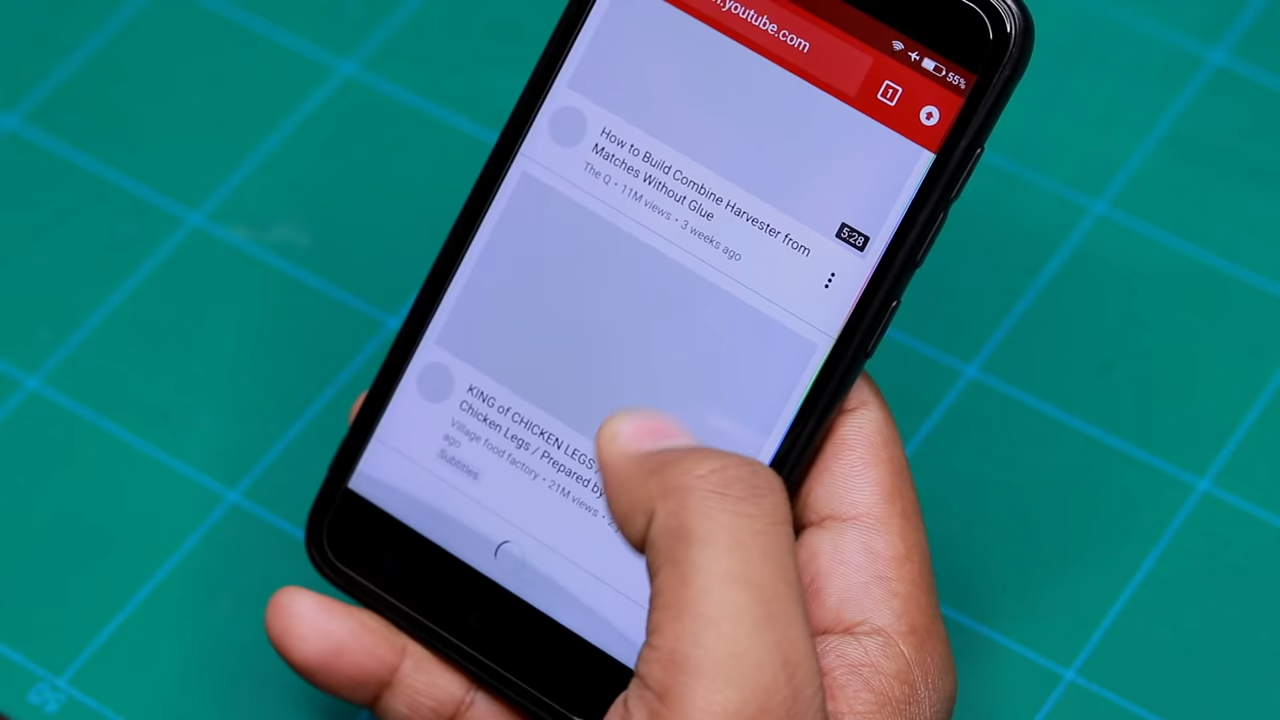 .youtube.com
55%
1
5:28
How to Build Combine Harvester from
Matches Without Glue
The Q • 11M views • 3 weeks ago
KING of CHICKEN LEGS
Chicken Legs / Prepared by
Village food factory • 21M views •
ago
Subtitles